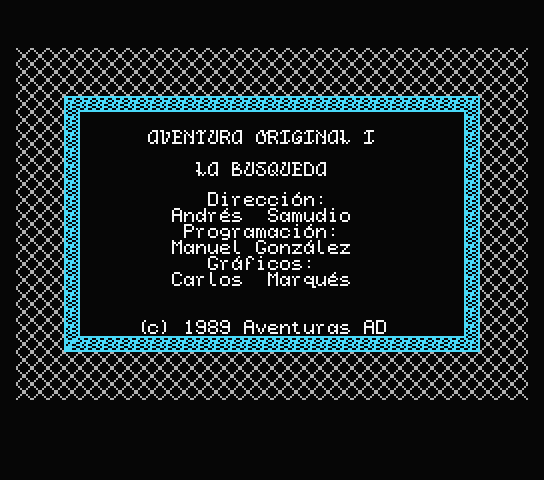 AVENTURA ORIGINAL I
LA BUSQUEDA
Dirección:
Andrés Samudio
Programación:
Manuel González
Gráficos:
Carlos Marqués
(c) 1989 Aventuras AD